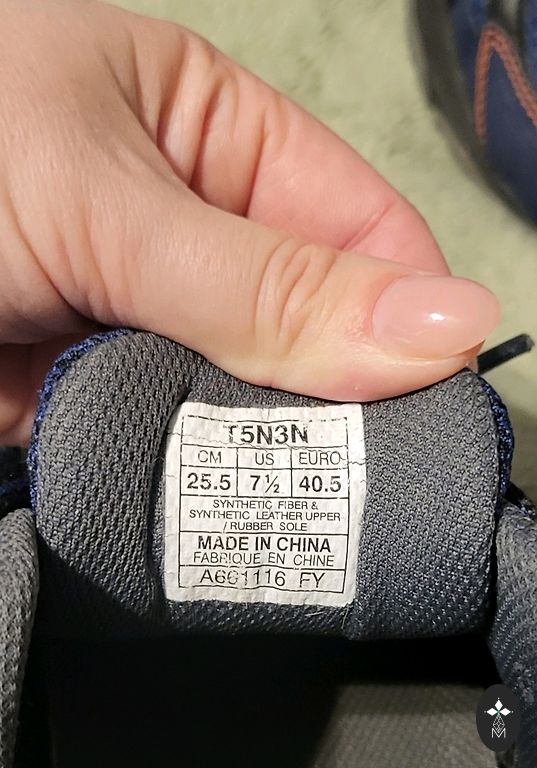 T5N3N
CM US EURO
25.5 7½ 40.5
SYNTHETIC FIBER &
SYNTHETIC LEATHER UPPER
/ RUBBER SOLE
MADE IN CHINA
FABRIQUE EN CHINE
A661116 FY
M